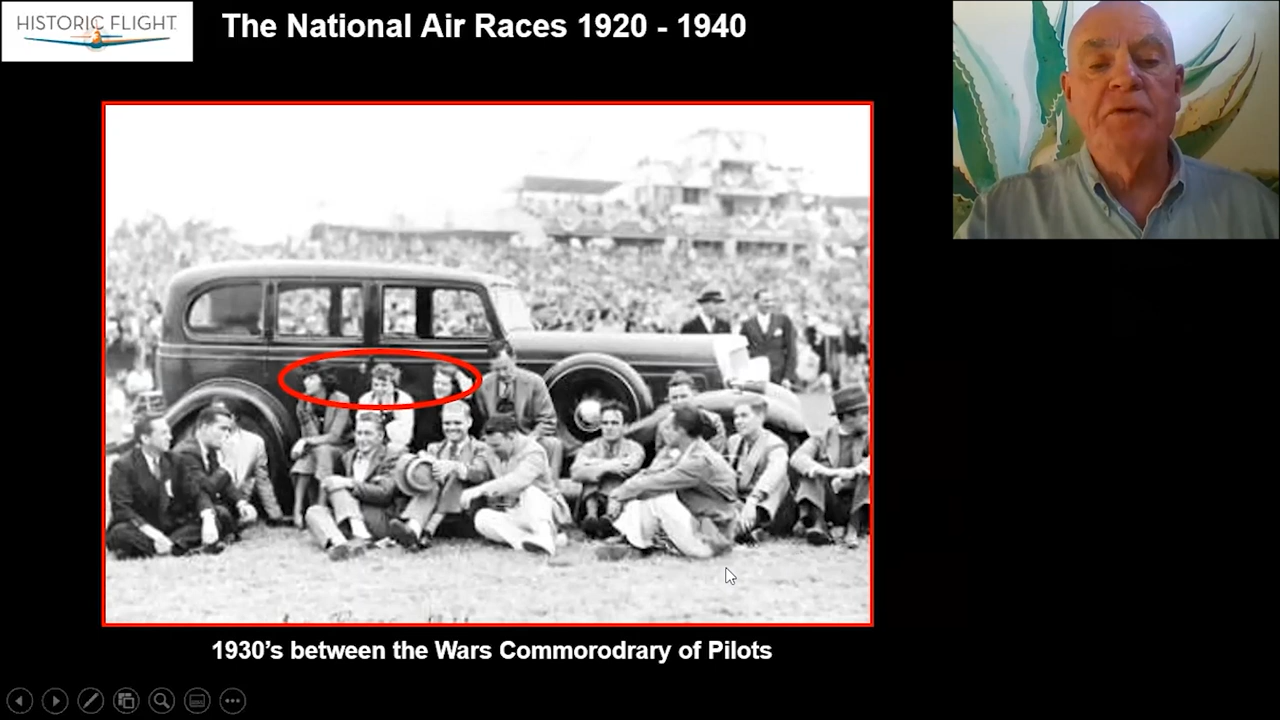 HISTORIC FLIGHT
The National Air Races 1920 - 1940
1930’s between the Wars Commorodrary of Pilots